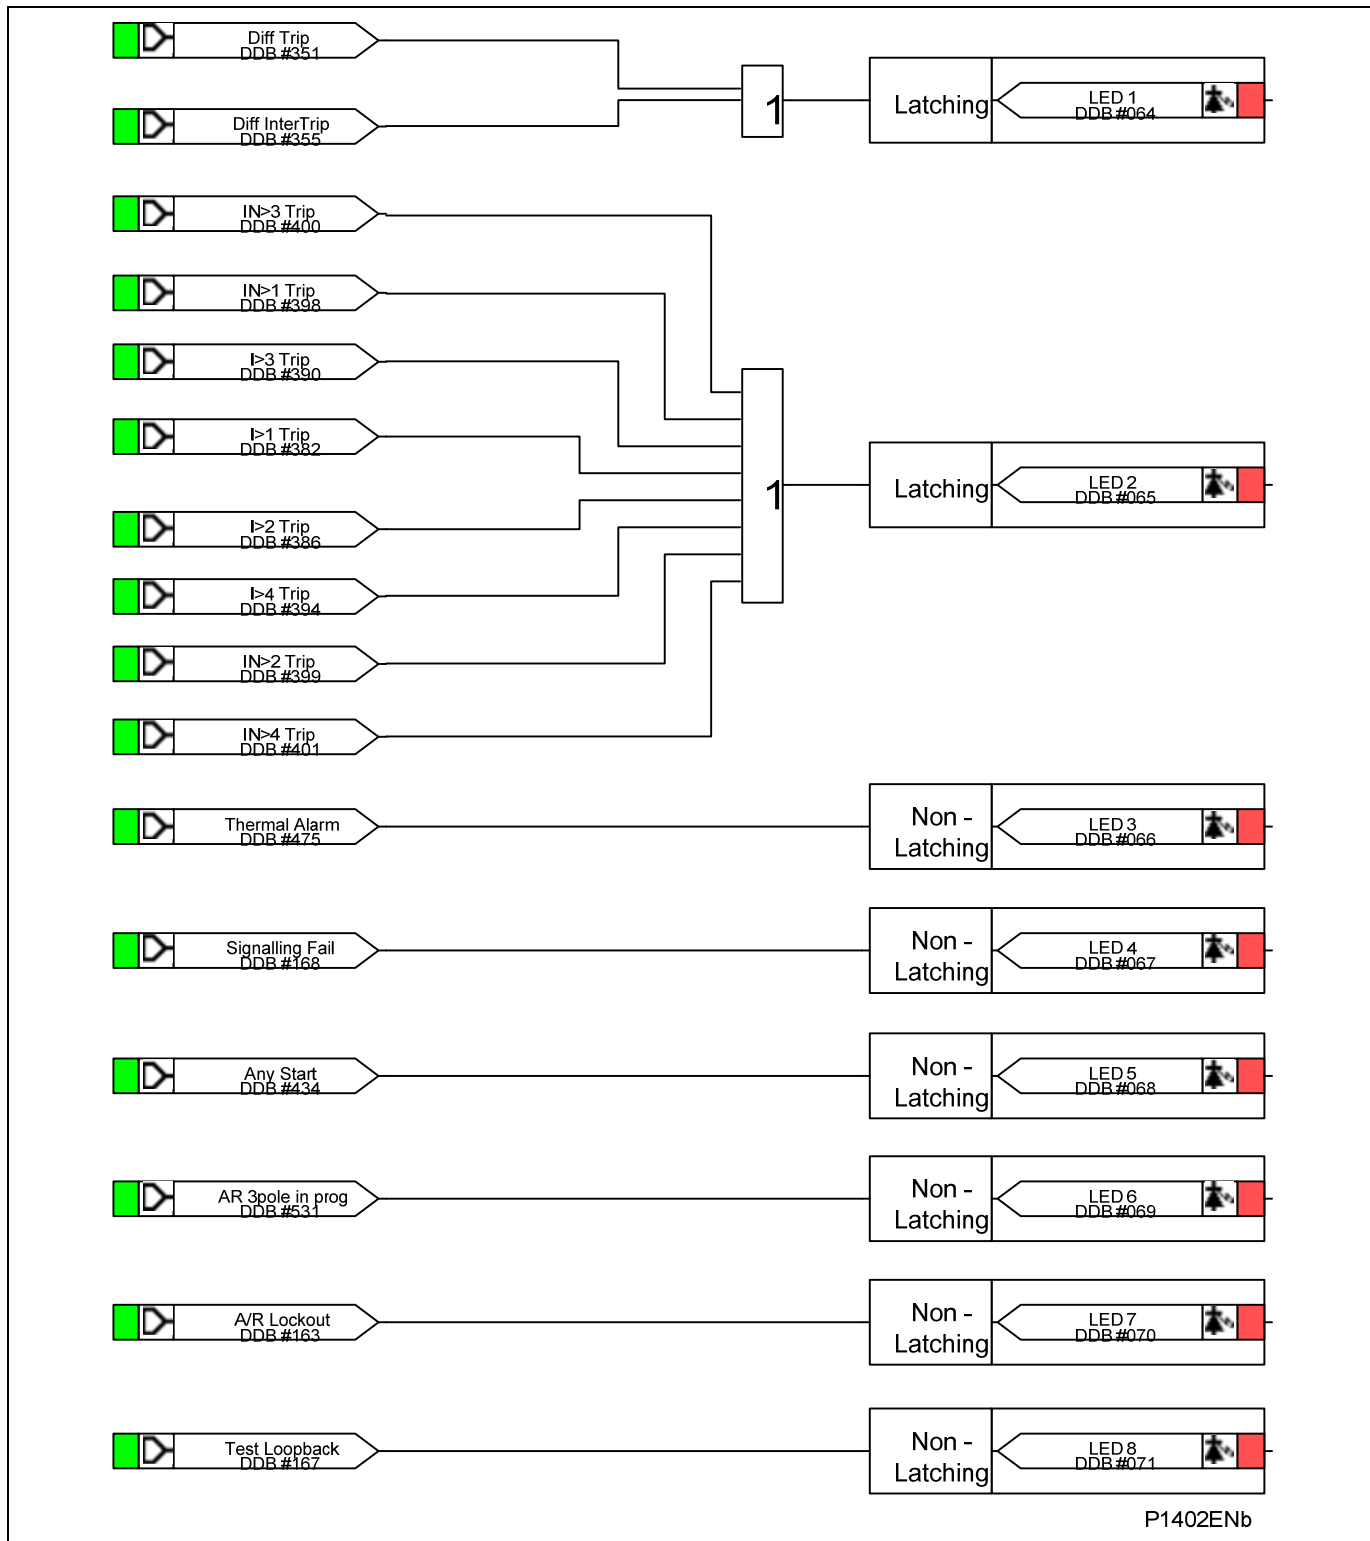 Diff Trip
DDB #351
1
Latching
LED 1
DDB #064
Diff InterTrip
DDB #355
IN>3 Trip
DDB #400
IN>1 Trip
DDB #398
I>3 Trip
DDB #390
I>1 Trip
DDB #382
1
Latching
LED 2
DDB #065
I>2 Trip
DDB #386
I>4 Trip
DDB #394
IN>2 Trip
DDB #399
IN>4 Trip
DDB #401
Thermal Alarm
DDB #475
Non -
Latching
LED 3
DDB #066
Signalling Fail
DDB #168
Non -
Latching
LED 4
DDB #067
Any Start
DDB #434
Non -
Latching
LED 5
DDB #068
AR 3pole in prog
DDB #531
Non -
Latching
LED 6
DDB #069
A/R Lockout
DDB #163
Non -
Latching
LED 7
DDB #070
Test Loopback
DDB #167
Non -
Latching
LED 8
DDB #071
P1402ENb